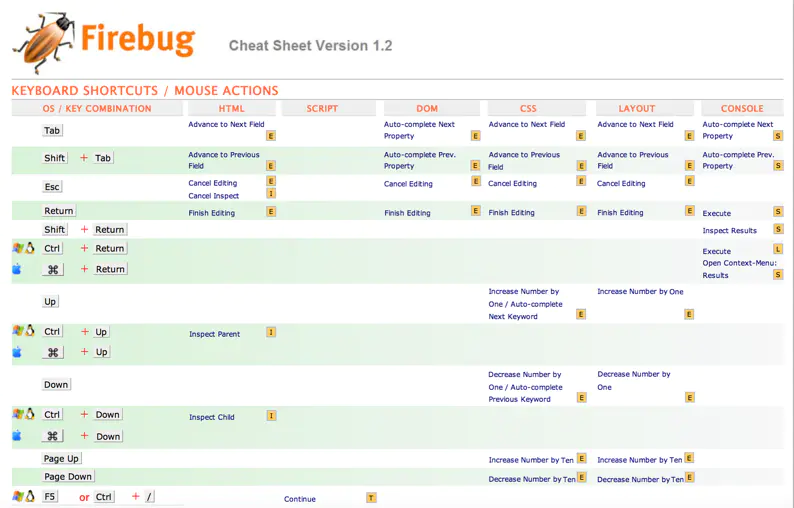 Firebug
Cheat Sheet Version 1.2
KEYBOARD SHORTCUTS / MOUSE ACTIONS
OS / KEY COMBINATION HTML SCRIPT DOM CSS LAYOUT CONSOLE
Tab Advance to Next Field E Auto-complete Next Property E Advance to Next Field E Advance to Next Field E Auto-complete Next Property S
Shift + Tab Advance to Previous Field E Auto-complete Prev. Property E Advance to Previous Field E Advance to Previous Field E Auto-complete Prev. Property S
Esc Cancel Editing E Cancel Inspect I Cancel Editing E Cancel Editing E Cancel Editing E
Return Finish Editing E Finish Editing E Finish Editing E Finish Editing E Execute S
Shift + Return Inspect Results S
Ctrl + Return Execute L
⌘ + Return Open Context-Menu: Results S
Up Increase Number by One / Auto-complete Next Keyword E Increase Number by One E
Ctrl + Up Inspect Parent I
⌘ + Up
Down Decrease Number by One / Auto-complete Previous Keyword E Decrease Number by One E
Ctrl + Down Inspect Child I
⌘ + Down
Page Up Increase Number by Ten E Increase Number by Ten E
Page Down Decrease Number by Ten E Decrease Number by Ten E
F5 or Ctrl + / Continue T